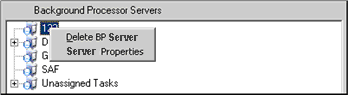 Background Processor Servers
Delete BP Server
D
Server Properties
G
SAF
Unassigned Tasks